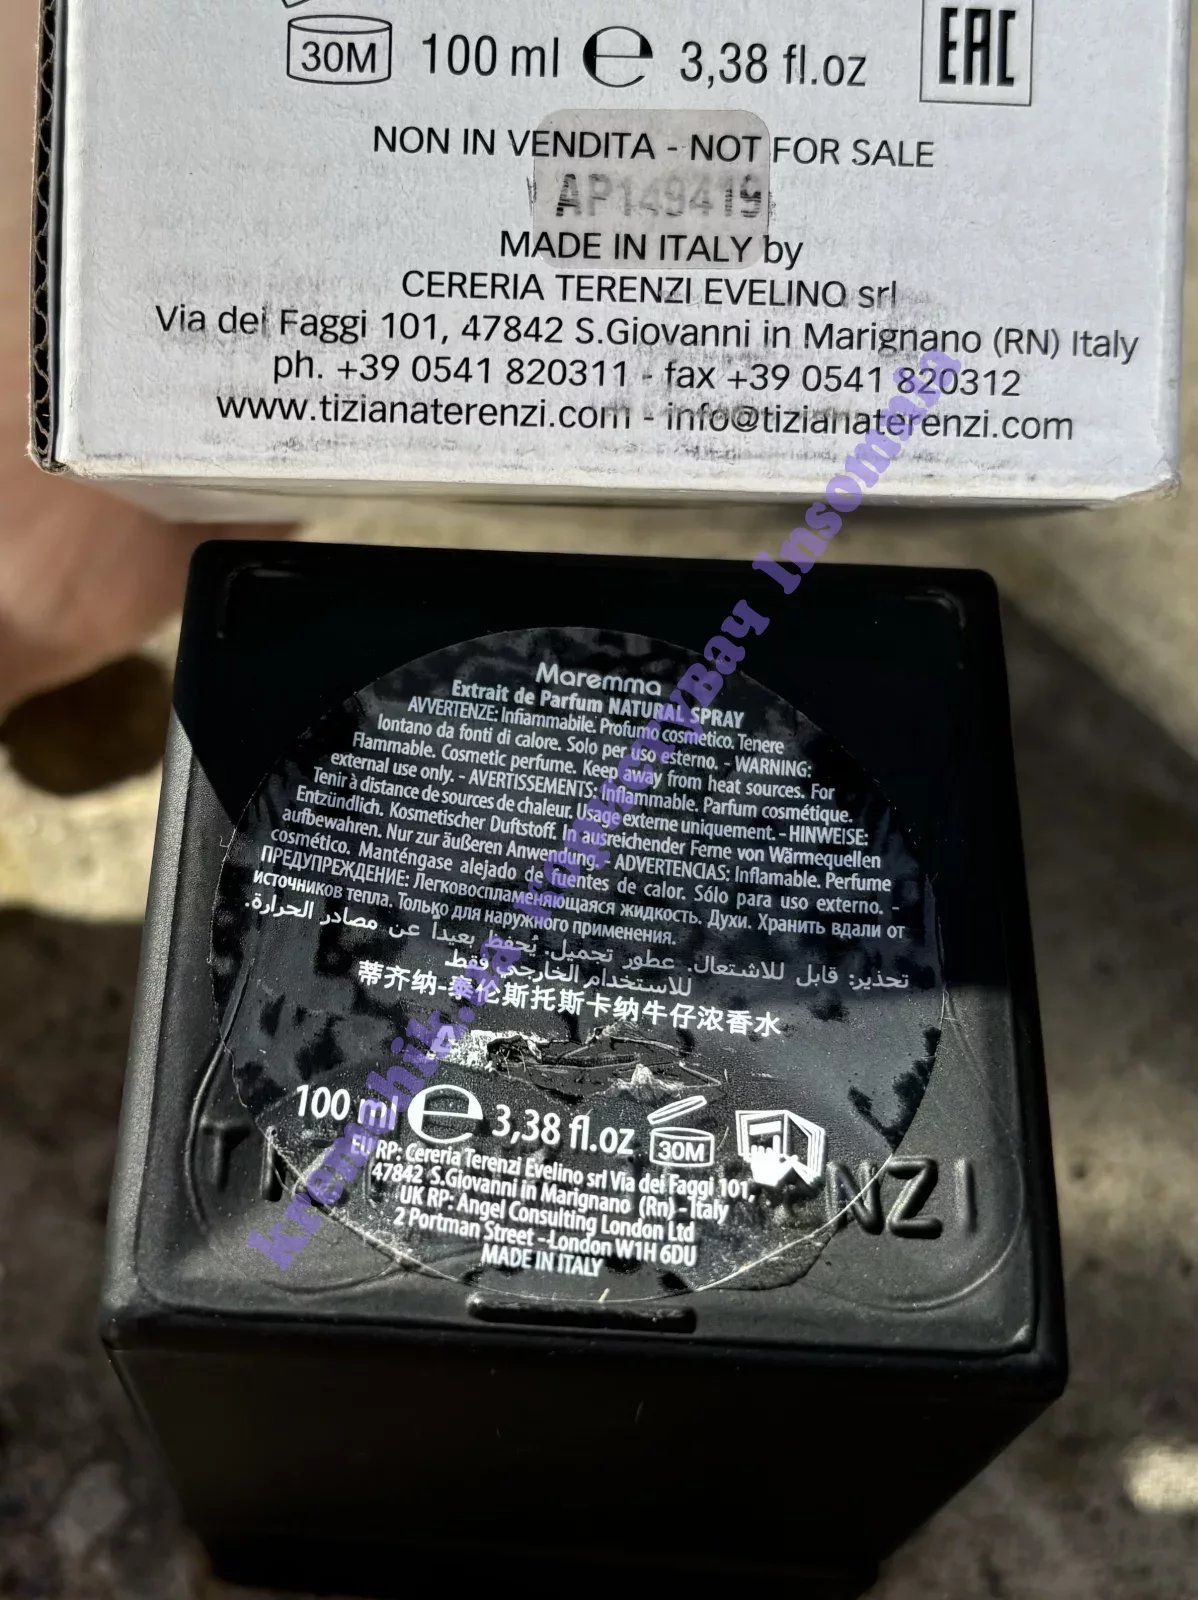 30M 100 ml e 3,38 fl.oz EAC
NON IN VENDITA - NOT FOR SALE
AP149419
MADE IN ITALY by
CERERIA TERENZI EVELINO srl
Via dei Faggi 101, 47842 S.Giovanni in Marignano (RN) Italy
ph. +39 0541 820311 - fax +39 0541 820312
www.tizianaterenzi.com - info@tizianaterenzi.com
Maremma
Extrait de Parfum NATURAL SPRAY
AVVERTENZE: Infiammabile. Profumo cosmetico. Tenere
lontano da fonti di calore. Solo per uso esterno. - WARNING:
Flammable. Cosmetic perfume. Keep away from heat sources. For
external use only. - AVERTISSEMENTS: Inflammable. Parfum cosmétique.
Tenir à distance de sources de chaleur. Usage externe uniquement. - HINWEISE:
Entzündlich. Kosmetischer Duftstoff. In ausreichender Ferne von Wärmequellen
aufbewahren. Nur zur äußeren Anwendung. - ADVERTENCIAS: Inflamable. Perfume
cosmético. Manténgase alejado de fuentes de calor. Sólo para uso externo. -
ПРЕДУПРЕЖДЕНИЕ: Легковоспламеняющаяся жидкость. Духи. Хранить вдали от
источников тепла. Только для наружного применения.
تحذير: قابل للاشتعال. عطور تجميل. يُحفظ بعيداً عن مصادر الحرارة.
للاستخدام الخارجي فقط
蒂齐纳-泰伦斯托斯卡纳牛仔浓香水
100 ml e 3,38 fl.oz 30M
EU RP: Cereria Terenzi Evelino srl Via dei Faggi 101,
47842 S.Giovanni in Marignano (Rn) - Italy
UK RP: Angel Consulting London Ltd
2 Portman Street - London W1H 6DU
MADE IN ITALY
NZI
Insomnia